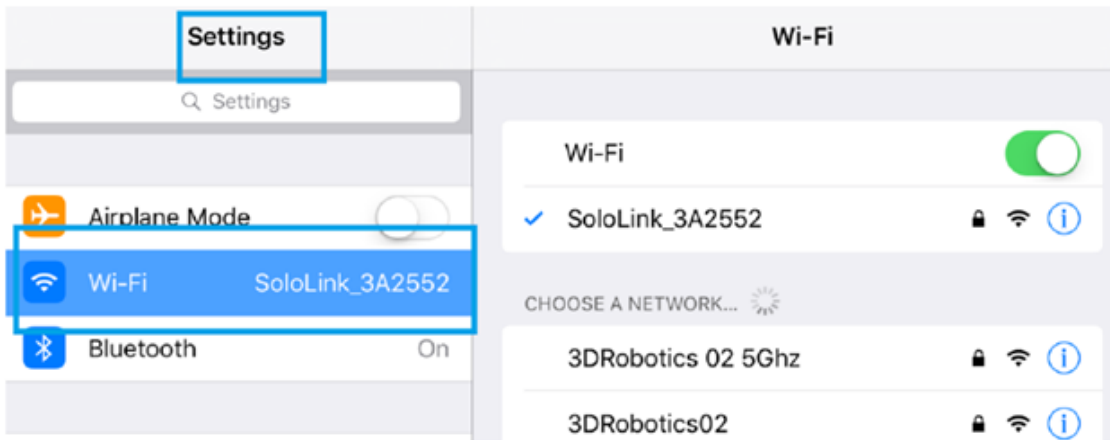 Settings
Settings
Airplane Mode
Wi-Fi SoloLink_3A2552
Bluetooth On
Wi-Fi
Wi-Fi
SoloLink_3A2552
CHOOSE A NETWORK...
3DRobotics 02 5Ghz
3DRobotics02